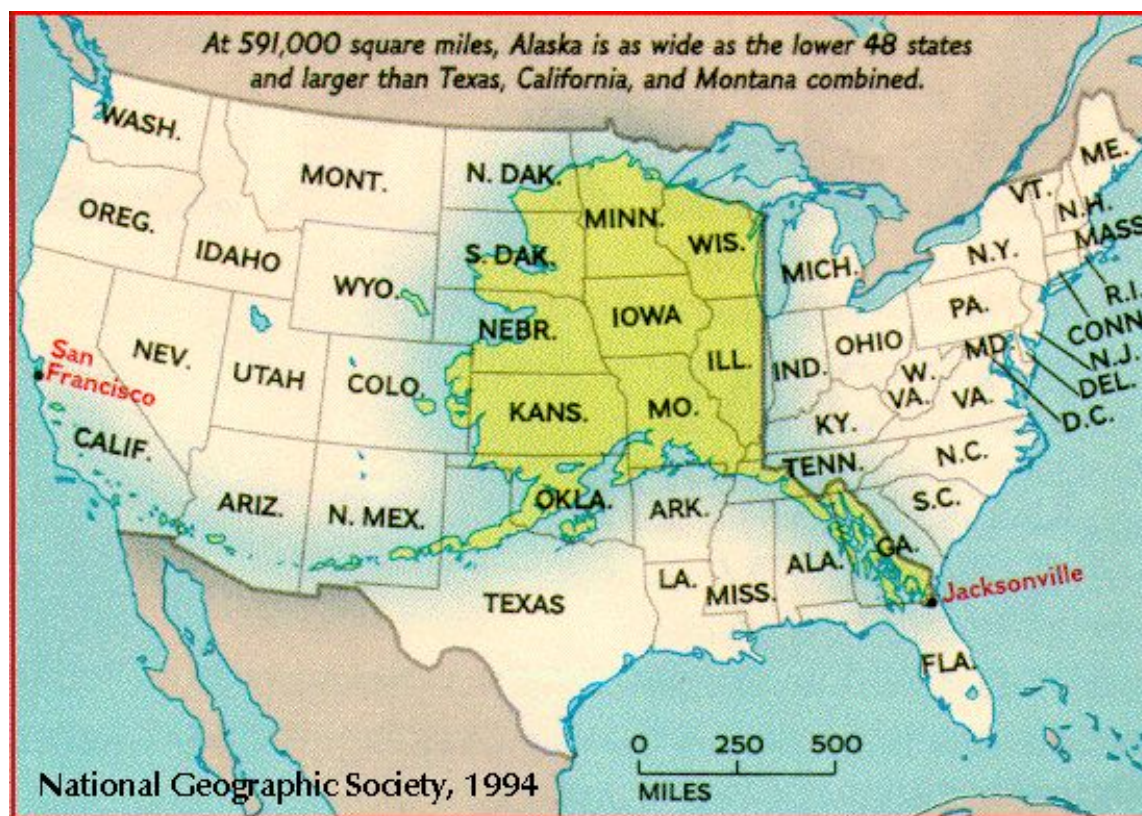 At 591,000 square miles, Alaska is as wide as the lower 48 states
and larger than Texas, California, and Montana combined.
WASH.
MONT.
N. DAK.
MINN.
ME.
VT.
N.H.
OREG.
IDAHO
S. DAK.
WIS.
MICH.
N.Y.
MASS
WYO.
R.I.
NEBR.
IOWA
PA.
CONN
San
Francisco
NEV.
UTAH
COLO.
ILL.
IND.
OHIO
MD.
N.J.
DEL.
W.
VA.
VA.
D.C.
KANS.
MO.
KY.
CALIF.
N.C.
TENN.
ARIZ.
N. MEX.
OKLA.
ARK.
S.C.
GA.
ALA.
MISS.
LA.
TEXAS
Jacksonville
FLA.
0 250 500
MILES
National Geographic Society, 1994